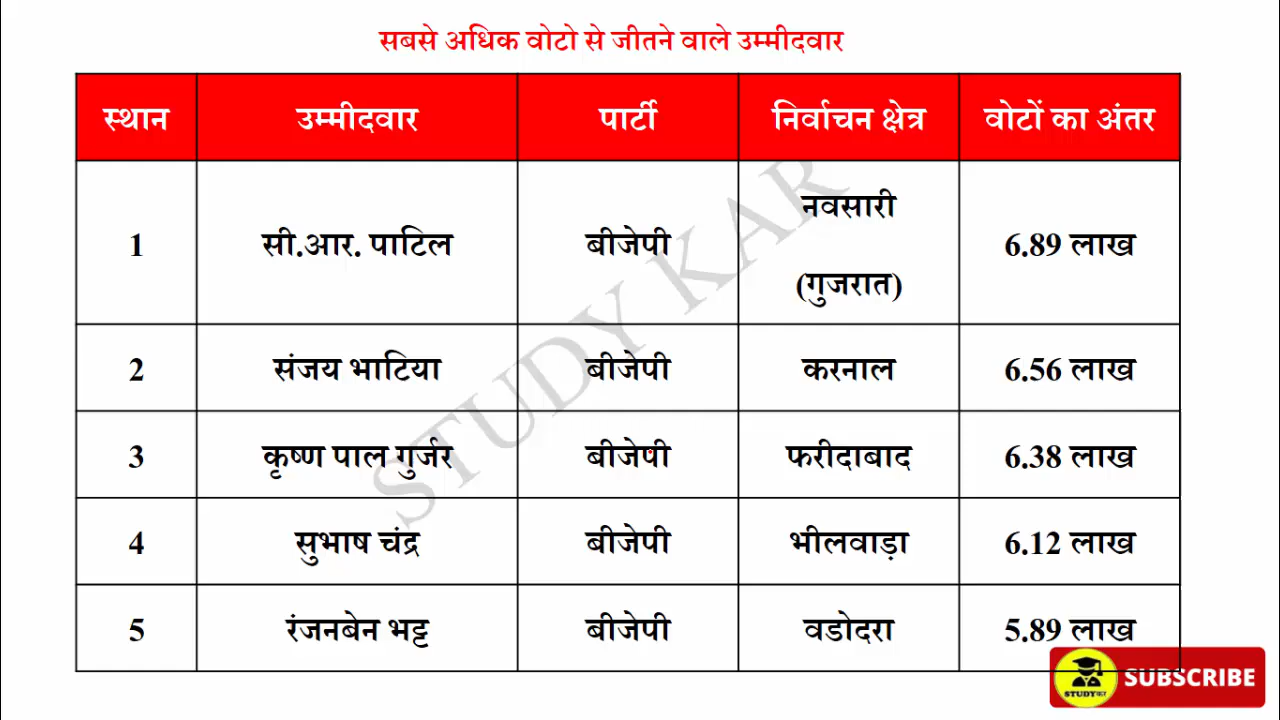 सबसे अधिक वोटो से जीतने वाले उम्मीदवार
स्थान उम्मीदवार पार्टी निर्वाचन क्षेत्र वोटों का अंतर
1 सी.आर. पाटिल बीजेपी नवसारी (गुजरात) 6.89 लाख
2 संजय भाटिया बीजेपी करनाल 6.56 लाख
3 कृष्ण पाल गुर्जर बीजेपी फरीदाबाद 6.38 लाख
4 सुभाष चंद्र बीजेपी भीलवाड़ा 6.12 लाख
5 रंजनबेन भट्ट बीजेपी वडोदरा 5.89 लाख
STUDY KAR
STUDYकर
SUBSCRIBE